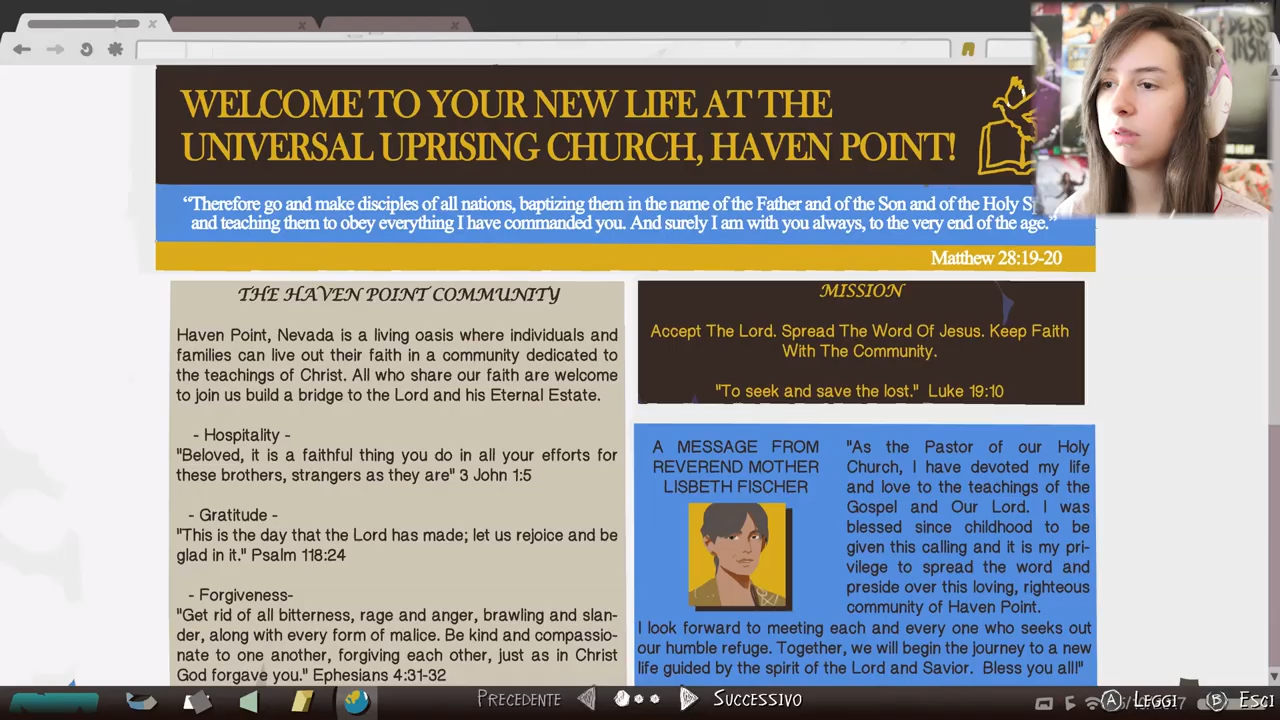 WELCOME TO YOUR NEW LIFE AT THE
UNIVERSAL UPRISING CHURCH, HAVEN POINT!
“Therefore go and make disciples of all nations, baptizing them in the name of the Father and of the Son and of the Holy
and teaching them to obey everything I have commanded you. And surely I am with you always, to the very end of the age.”
Matthew 28:19-20
THE HAVEN POINT COMMUNITY
Haven Point, Nevada is a living oasis where individuals and
families can live out their faith in a community dedicated to
the teachings of Christ. All who share our faith are welcome
to join us build a bridge to the Lord and his Eternal Estate.
- Hospitality -
"Beloved, it is a faithful thing you do in all your efforts for
these brothers, strangers as they are" 3 John 1:5
- Gratitude -
"This is the day that the Lord has made; let us rejoice and be
glad in it." Psalm 118:24
- Forgiveness-
"Get rid of all bitterness, rage and anger, brawling and slan-
der, along with every form of malice. Be kind and compassio-
nate to one another, forgiving each other, just as in Christ
God forgave you." Ephesians 4:31-32
MISSION
Accept The Lord. Spread The Word Of Jesus. Keep Faith
With The Community.
"To seek and save the lost." Luke 19:10
A MESSAGE FROM
REVEREND MOTHER
LISBETH FISCHER
"As the Pastor of our Holy
Church, I have devoted my life
and love to the teachings of the
Gospel and Our Lord. I was
blessed since childhood to be
given this calling and it is my pri-
vilege to spread the word and
preside over this loving, righteous
community of Haven Point.
I look forward to meeting each and every one who seeks out
our humble refuge. Together, we will begin the journey to a new
life guided by the spirit of the Lord and Savior. Bless you all!"
PRECEDENTE
SUCCESSIVO
A LEGGI
B ESCI